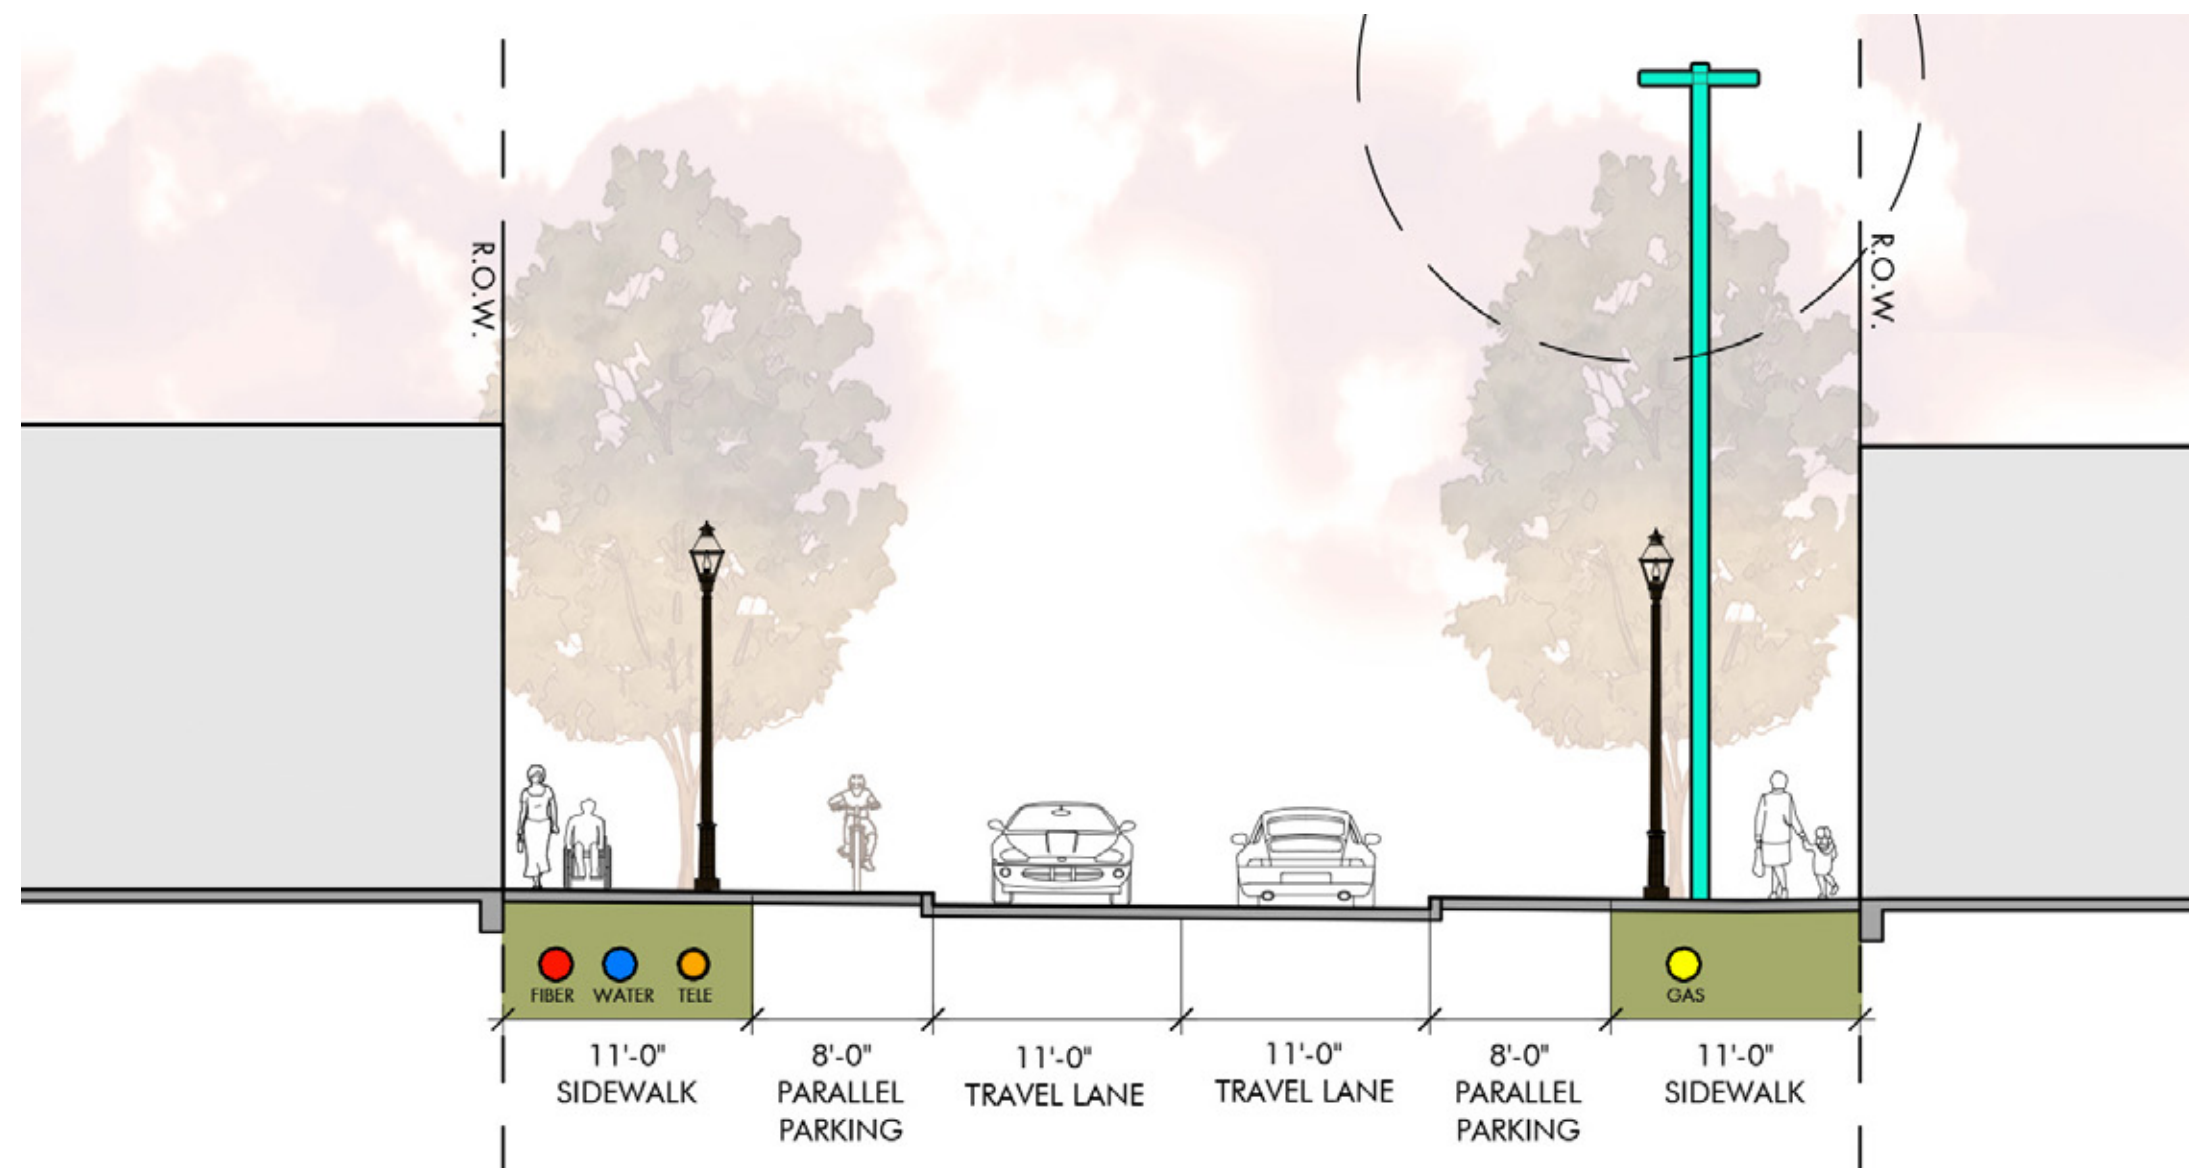 R.O.W.
R.O.W.
FIBER
WATER
TELE
GAS
11'-0"
SIDEWALK
8'-0"
PARALLEL
PARKING
11'-0"
TRAVEL LANE
11'-0"
TRAVEL LANE
8'-0"
PARALLEL
PARKING
11'-0"
SIDEWALK